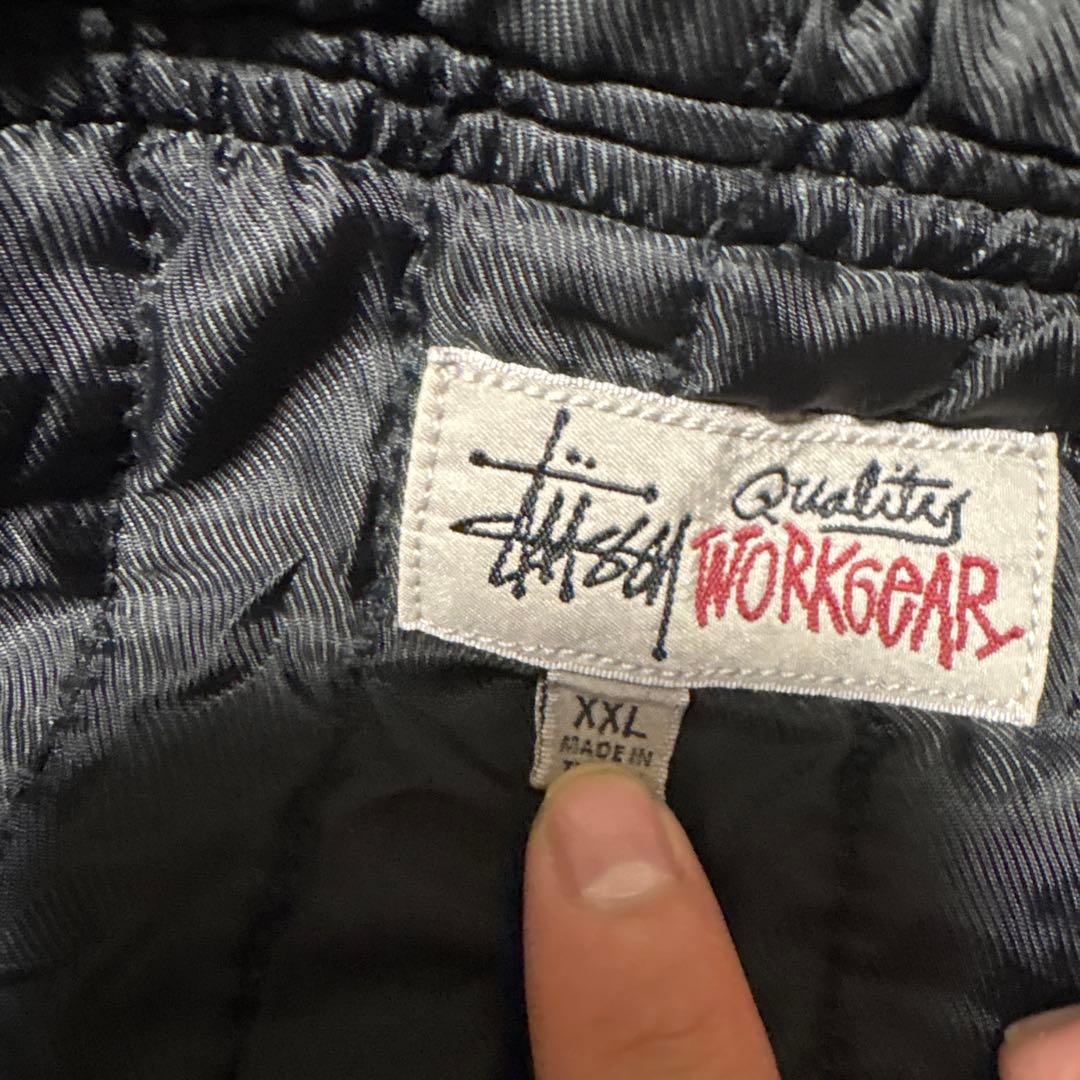 Stüssy
Quality
WORKGEAR
XXL
MADE IN